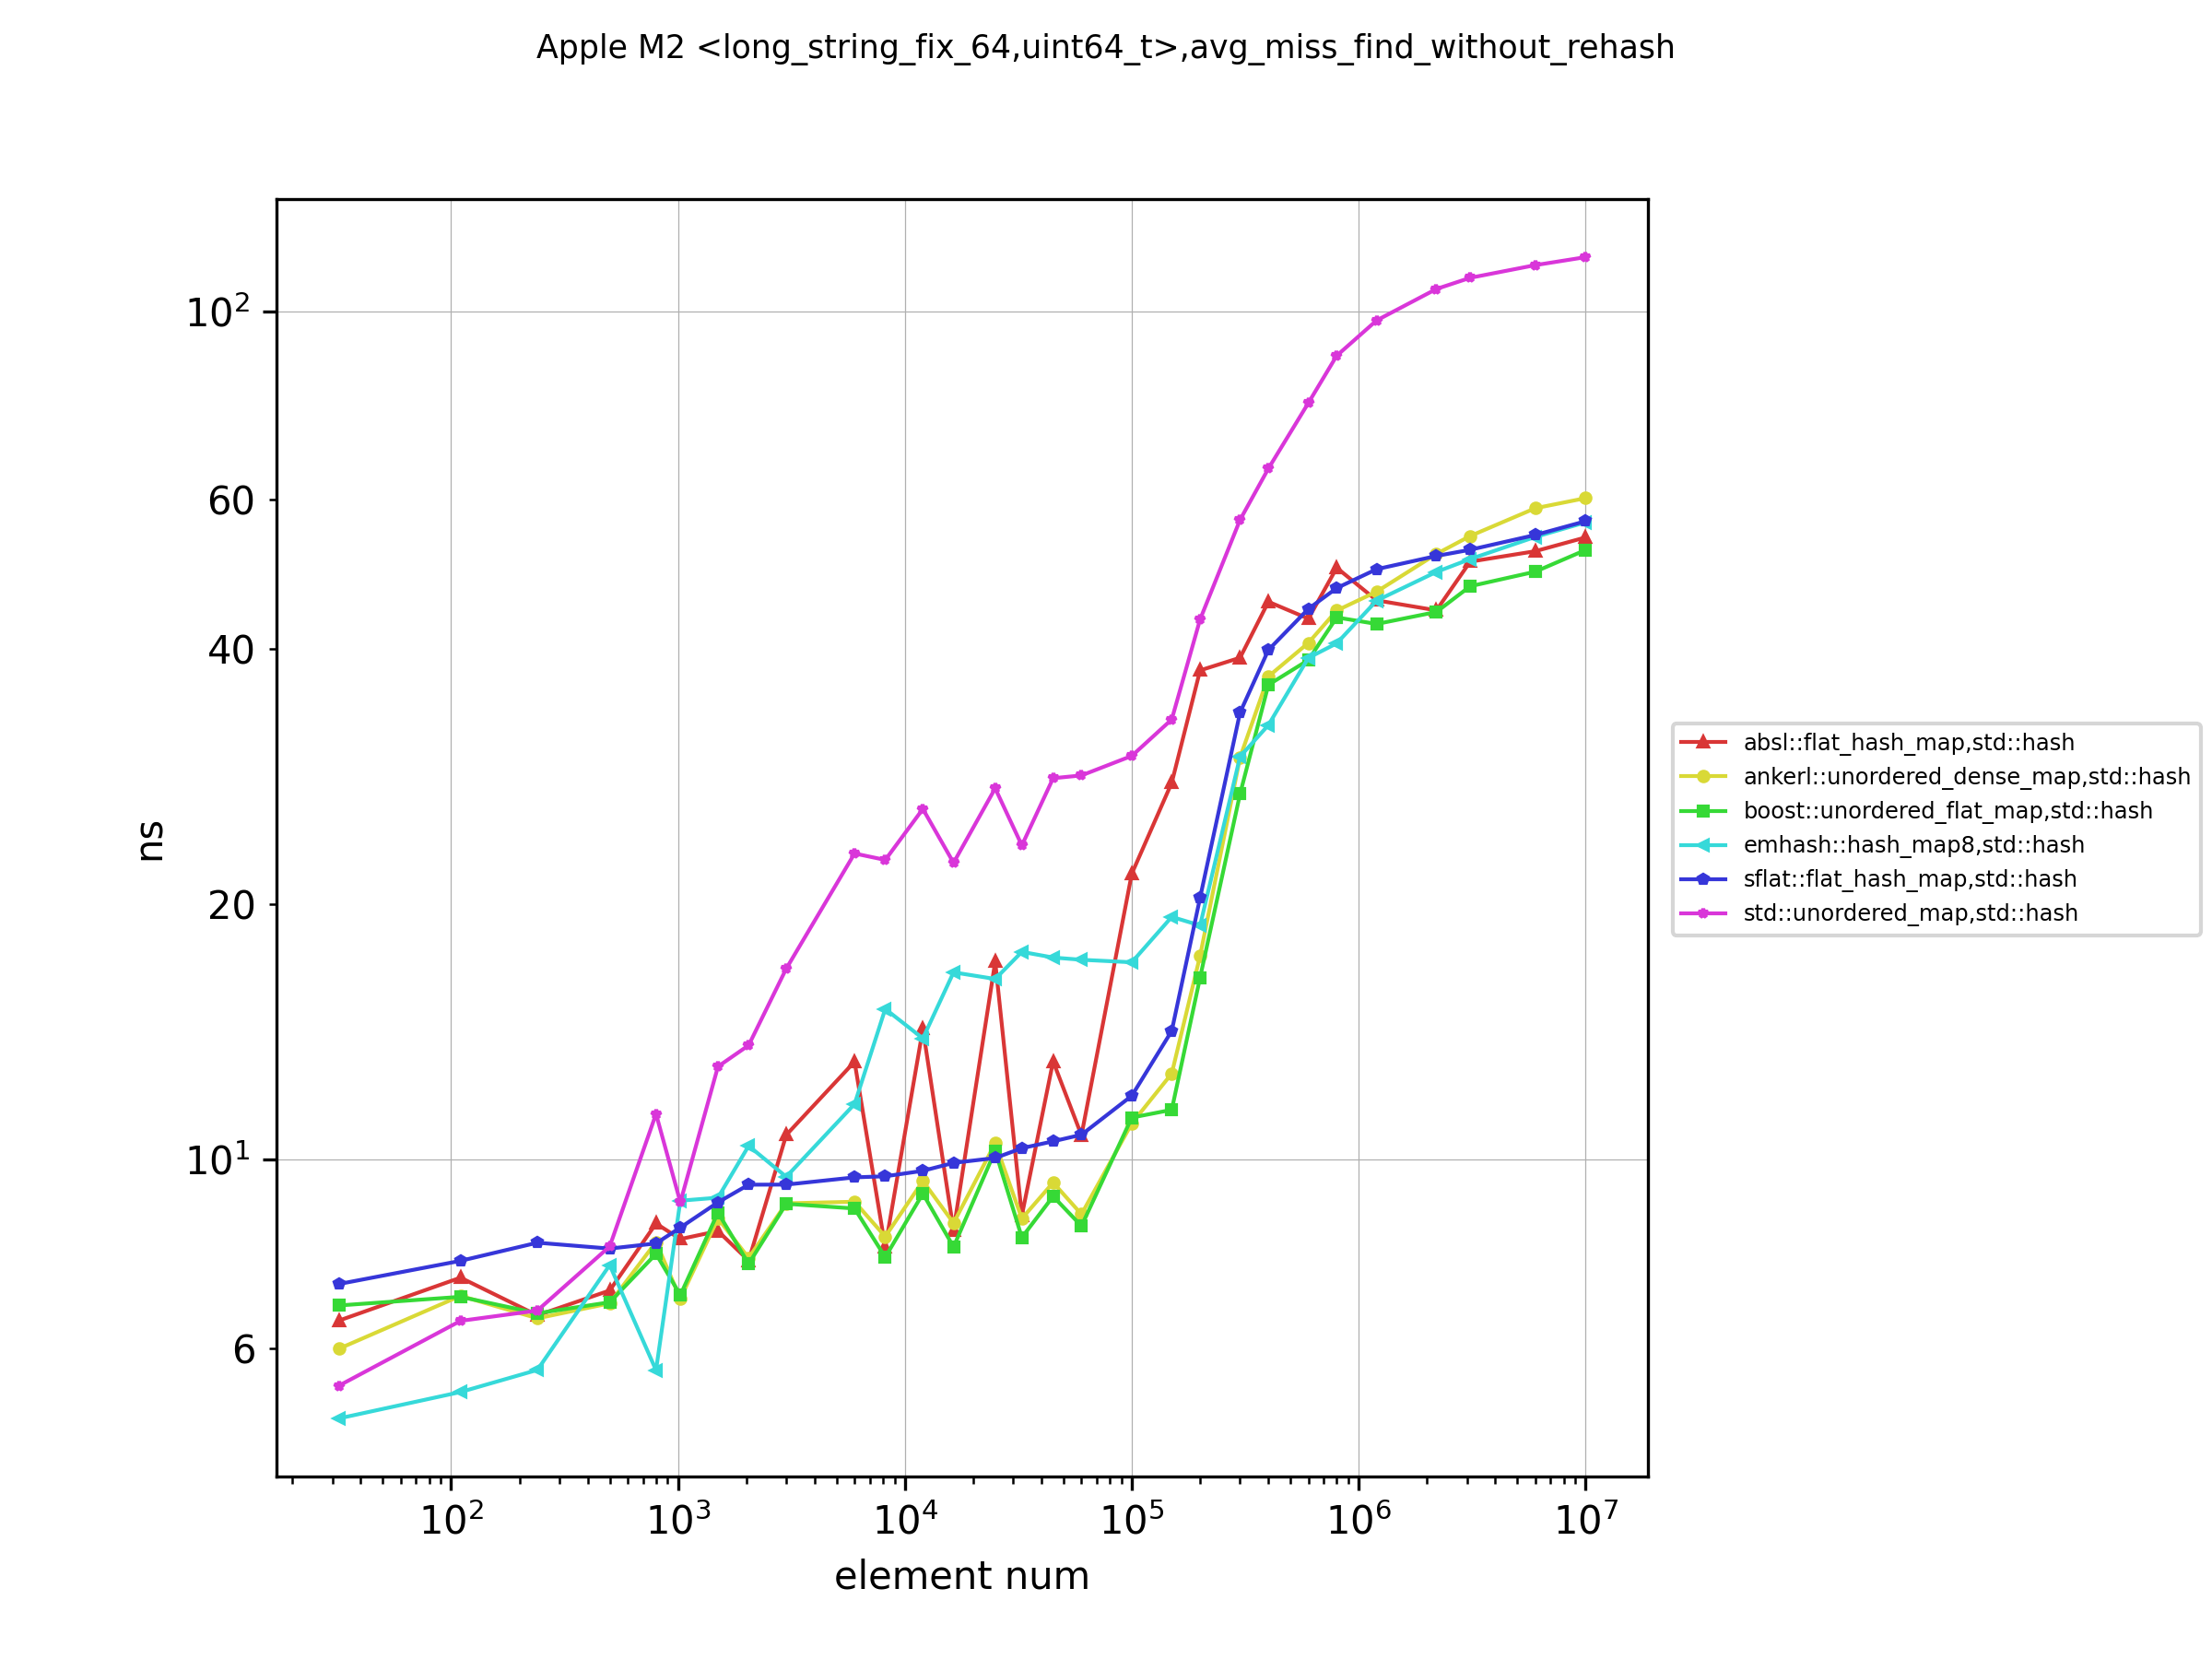 Apple M2 <long_string_fix_64,uint64_t>,avg_miss_find_without_rehash
10²
60
40
20
10¹
6
ns
10² 10³ 10⁴ 10⁵ 10⁶ 10⁷
element num
absl::flat_hash_map,std::hash
ankerl::unordered_dense_map,std::hash
boost::unordered_flat_map,std::hash
emhash::hash_map8,std::hash
sflat::flat_hash_map,std::hash
std::unordered_map,std::hash